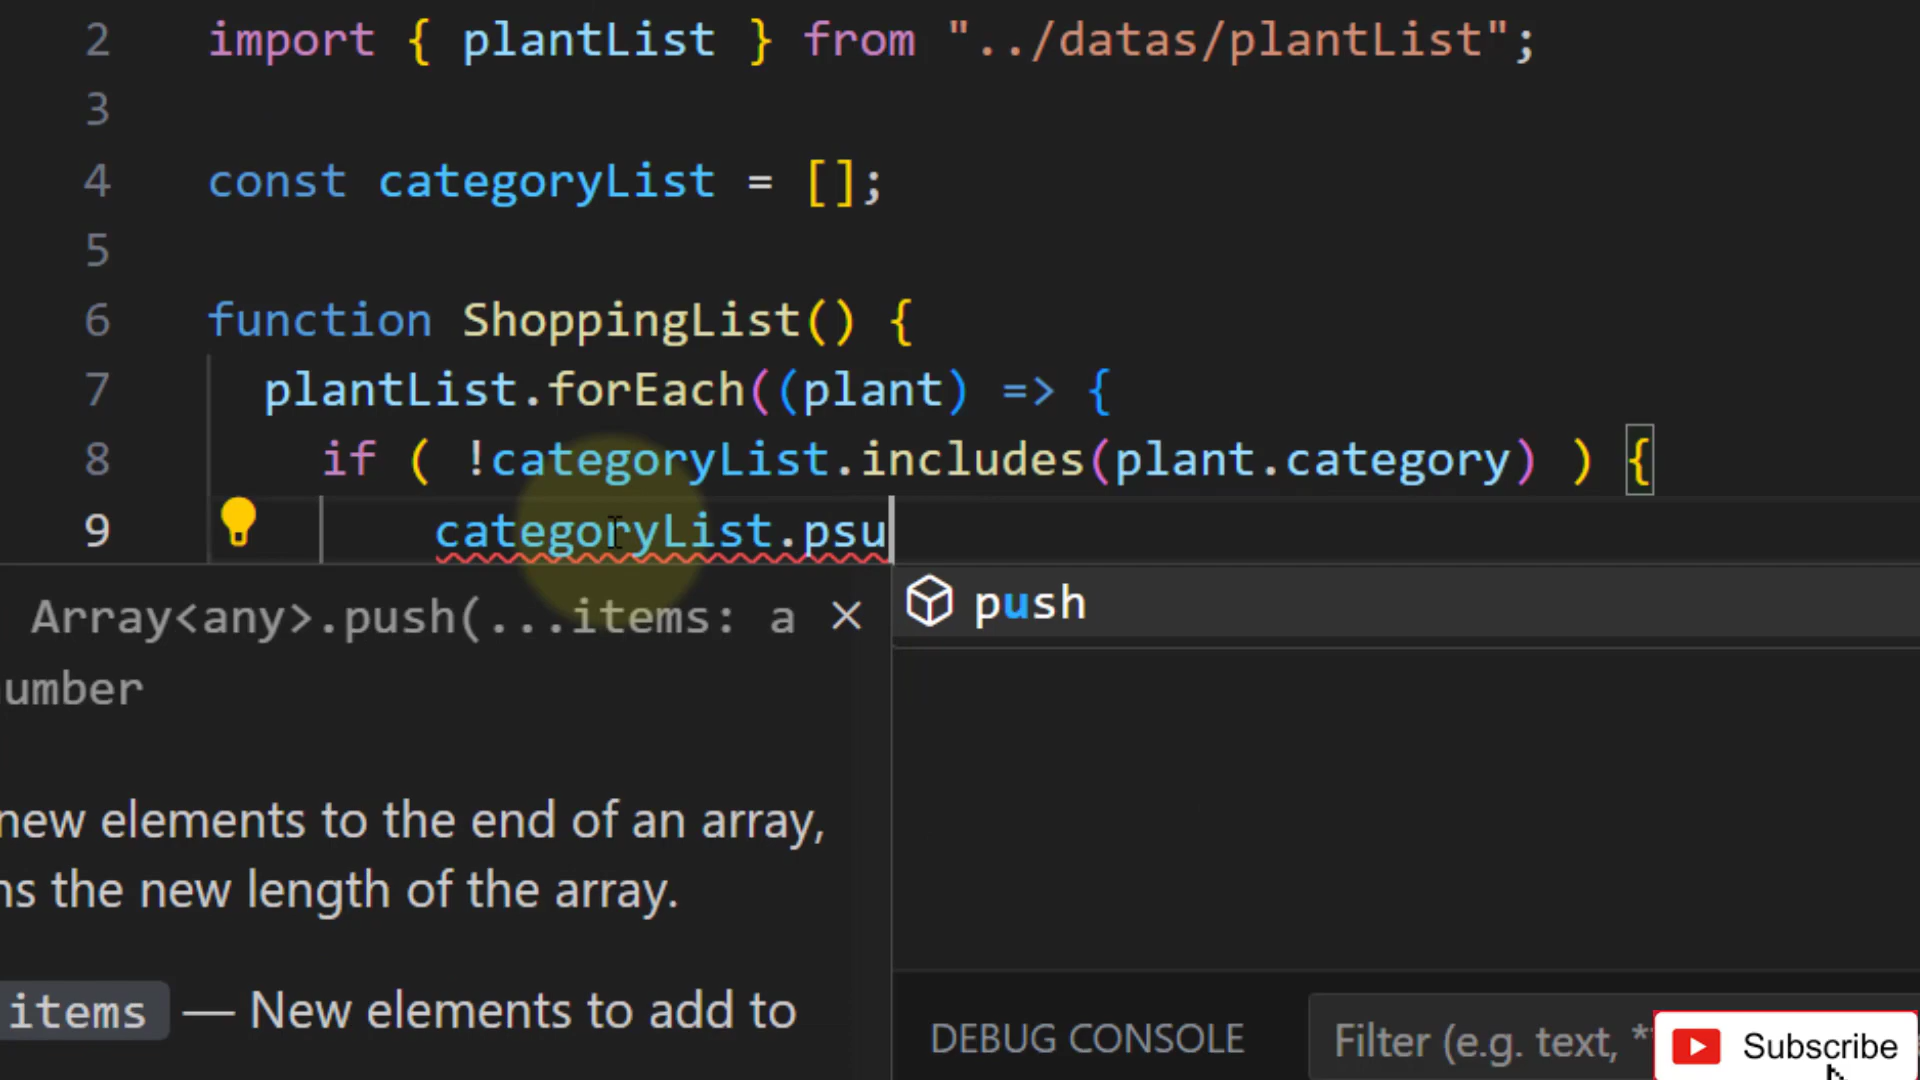 2 import { plantList } from "../datas/plantList";
3
4 const categoryList = [];
5
6 function ShoppingList() {
7 plantList.forEach((plant) => {
8 if ( !categoryList.includes(plant.category) ) {
9 categoryList.psu
push
Array<any>.push(...items: a
umber
new elements to the end of an array,
ns the new length of the array.
items — New elements to add to
DEBUG CONSOLE
Filter (e.g. text, *
Subscribe